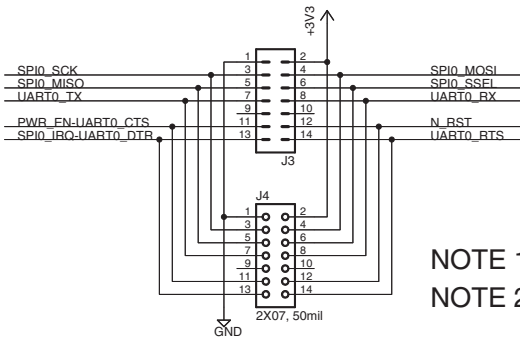 +3V3
1 2
SPI0_SCK 3 4 SPI0_MOSI
SPI0_MISO 5 6 SPI0_SSEL
UART0_TX 7 8 UART0_RX
9 10
PWR_EN-UART0_CTS 11 12 N_RST
SPI0_IRQ-UART0_DTR 13 14 UART0_RTS
J3
J4
1 2
3 4
5 6
7 8
9 10
11 12
13 14
2X07, 50mil
GND
NOTE 1
NOTE 2